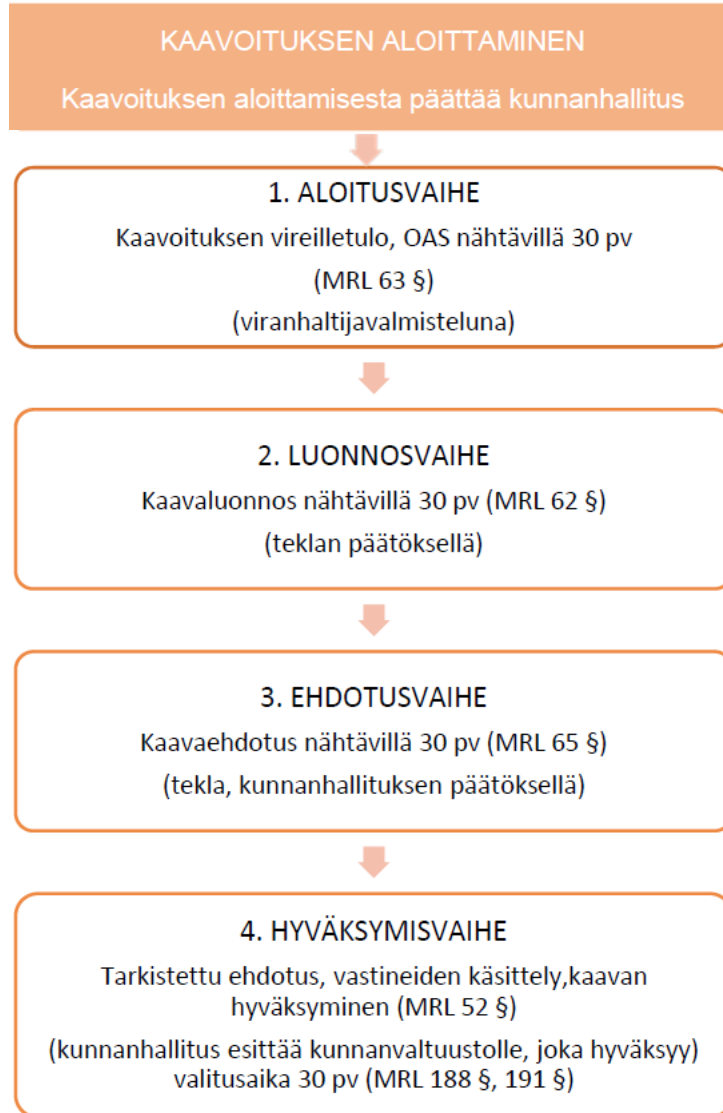 KAAVOITUKSEN ALOITTAMINEN
Kaavoituksen aloittamisesta päättää kunnanhallitus
1. ALOITUSVAIHE
Kaavoituksen vireilletulo, OAS nähtävillä 30 pv
(MRL 63 §)
(viranhaltijavalmisteluna)
2. LUONNOSVAIHE
Kaavaluonnos nähtävillä 30 pv (MRL 62 §)
(teklan päätöksellä)
3. EHDOTUSVAIHE
Kaavaehdotus nähtävillä 30 pv (MRL 65 §)
(tekla, kunnanhallituksen päätöksellä)
4. HYVÄKSYMISVAIHE
Tarkistettu ehdotus, vastineiden käsittely,kaavan
hyväksyminen (MRL 52 §)
(kunnanhallitus esittää kunnanvaltuustolle, joka hyväksyy)
valitusaika 30 pv (MRL 188 §, 191 §)